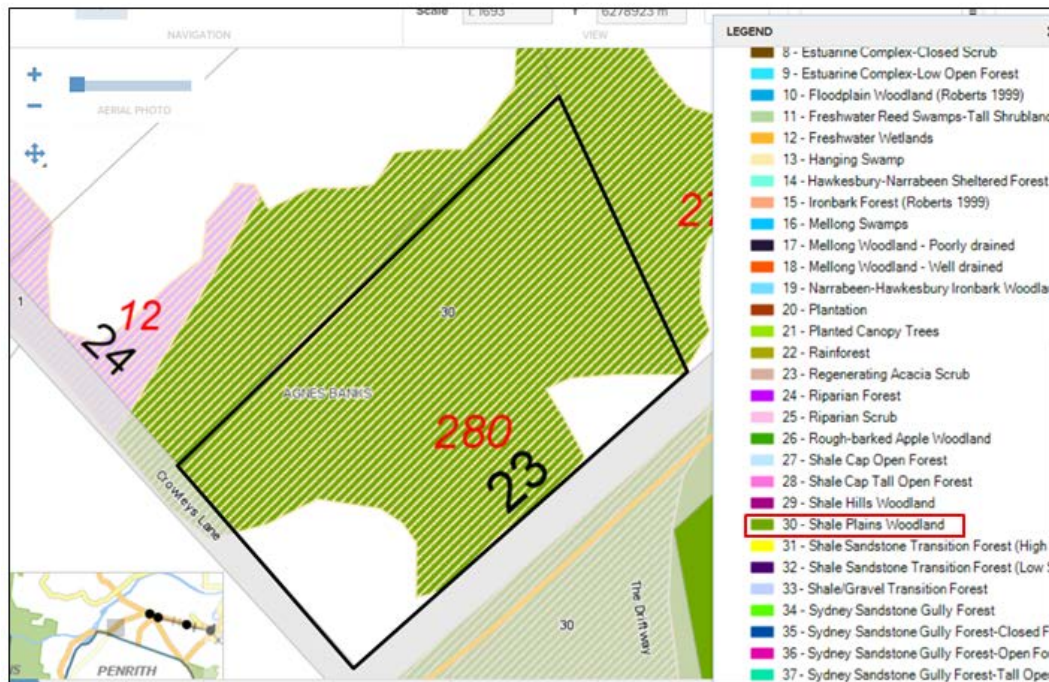 Scale 1: 1693 Y 6278923 m
NAVIGATION
VIEW
AERIAL PHOTO
1
24
12
27
30
AGNES BANKS
280
23
Crowleys Lane
30
The Driftway
PENRITH
LEGEND
8 - Estuarine Complex-Closed Scrub
9 - Estuarine Complex-Low Open Forest
10 - Floodplain Woodland (Roberts 1999)
11 - Freshwater Reed Swamps-Tall Shrubland
12 - Freshwater Wetlands
13 - Hanging Swamp
14 - Hawkesbury-Narrabeen Sheltered Forest
15 - Ironbark Forest (Roberts 1999)
16 - Mellong Swamps
17 - Mellong Woodland - Poorly drained
18 - Mellong Woodland - Well drained
19 - Narrabeen-Hawkesbury Ironbark Woodla
20 - Plantation
21 - Planted Canopy Trees
22 - Rainforest
23 - Regenerating Acacia Scrub
24 - Riparian Forest
25 - Riparian Scrub
26 - Rough-barked Apple Woodland
27 - Shale Cap Open Forest
28 - Shale Cap Tall Open Forest
29 - Shale Hills Woodland
30 - Shale Plains Woodland
31 - Shale Sandstone Transition Forest (High
32 - Shale Sandstone Transition Forest (Low S
33 - Shale/Gravel Transition Forest
34 - Sydney Sandstone Gully Forest
35 - Sydney Sandstone Gully Forest-Closed F
36 - Sydney Sandstone Gully Forest-Open Fo
37 - Sydney Sandstone Gully Forest-Tall Ope